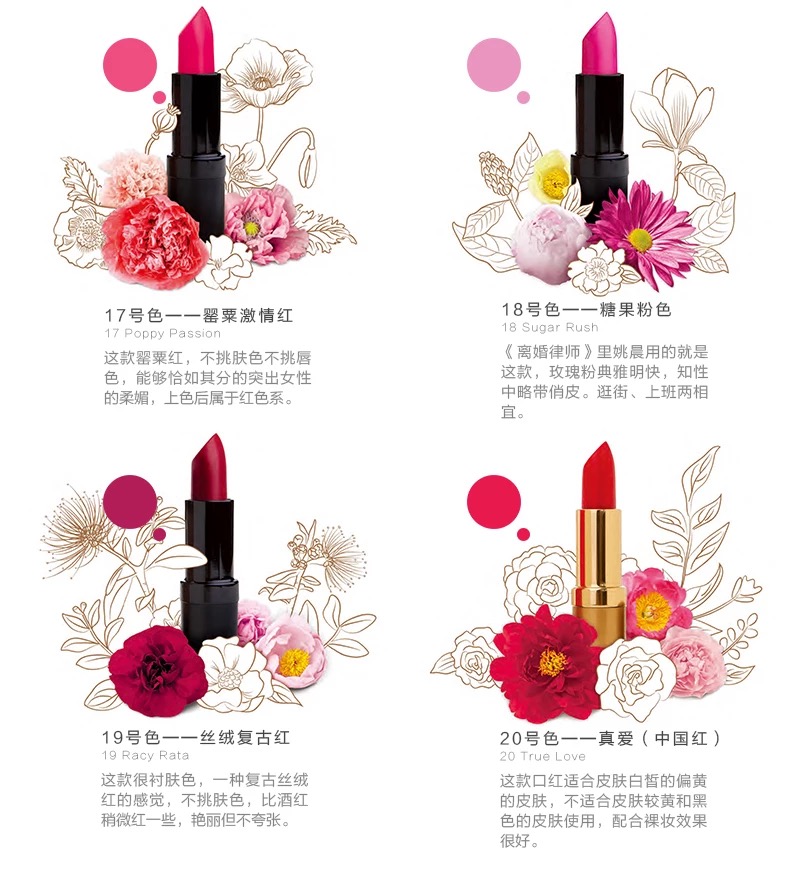 17号色——罂粟激情红
17 Poppy Passion
这款罂粟红，不挑肤色不挑唇
色，能够恰如其分的突出女性
的柔媚，上色后属于红色系。
18号色——糖果粉色
18 Sugar Rush
《离婚律师》里姚晨用的就是
这款，玫瑰粉典雅明快，知性
中略带俏皮。逛街、上班两相
宜。
19号色——丝绒复古红
19 Racy Rata
这款很衬肤色，一种复古丝绒
红的感觉，不挑肤色，比酒红
稍微红一些，艳丽但不夸张。
20号色——真爱（中国红）
20 True Love
这款口红适合皮肤白皙的偏黄
的皮肤，不适合皮肤较黄和黑
色的皮肤使用，配合裸妆效果
很好。